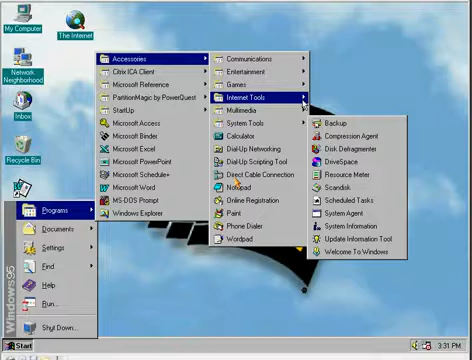 My Computer
The Internet
Network
Neighborhood
Inbox
Recycle Bin
Accessories
Citrix ICA Client
Microsoft Reference
PartitionMagic by PowerQuest
StartUp
Microsoft Access
Microsoft Binder
Microsoft Excel
Microsoft PowerPoint
Microsoft Schedule+
Microsoft Word
MS-DOS Prompt
Windows Explorer
Communications
Entertainment
Games
Internet Tools
Multimedia
System Tools
Calculator
Dial-Up Networking
Dial-Up Scripting Tool
Direct Cable Connection
Notepad
Online Registration
Paint
Phone Dialer
Wordpad
Backup
Compression Agent
Disk Defragmenter
DriveSpace
Resource Meter
Scandisk
Scheduled Tasks
System Agent
System Information
Update Information Tool
Welcome To Windows
Programs
Documents
Settings
Find
Help
Run...
Shut Down...
Windows95
Start
3:31 PM